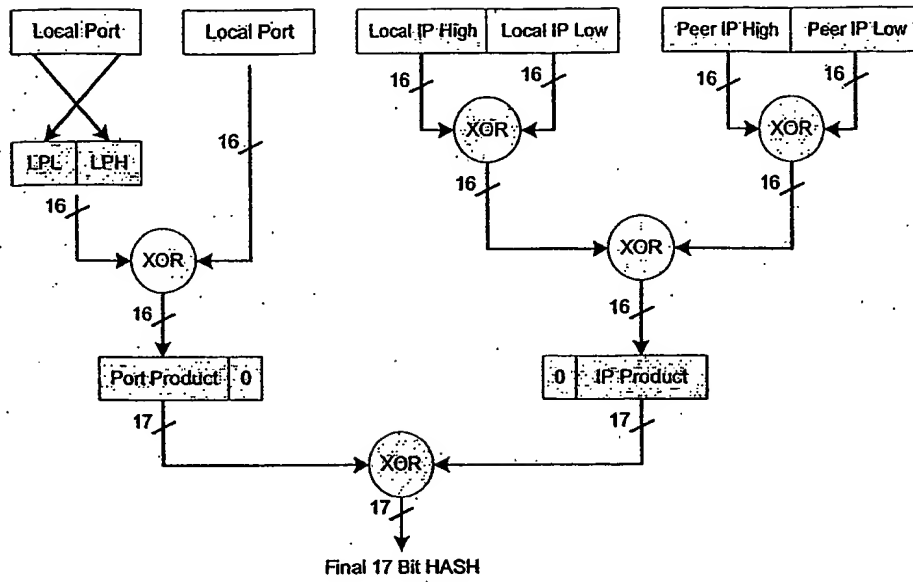 Local Port
Local Port
Local IP High Local IP Low
Peer IP High Peer IP Low
16
16
16
16
XOR
XOR
16
LPL LPH
16
16
16
XOR
XOR
16
16
Port Product 0
0 IP Product
17
17
XOR
17
Final 17 Bit HASH